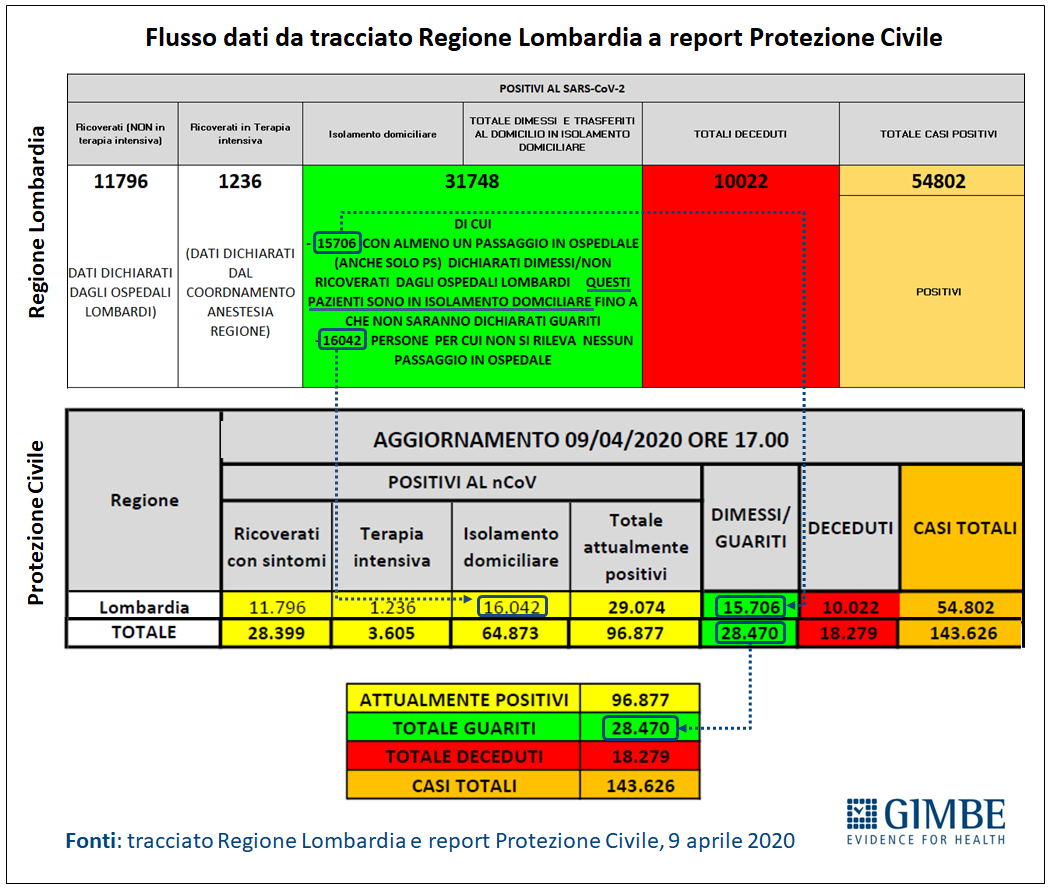 Flusso dati da tracciato Regione Lombardia a report Protezione Civile
Regione Lombardia
POSITIVI AL SARS-CoV-2
Ricoverati (NON in
terapia intensiva)
Ricoverati in Terapia
intensiva
Isolamento domiciliare
TOTALE DIMESSI E TRASFERITI
AL DOMICILIO IN ISOLAMENTO
DOMICILIARE
TOTALI DECEDUTI
TOTALE CASI POSITIVI
11796
1236
31748
10022
54802
DATI DICHIARATI
DAGLI OSPEDALI
LOMBARDI)
(DATI DICHIARATI
DAL
COORDNAMENTO
ANESTESIA
REGIONE)
DI CUI
- 15706 CON ALMENO UN PASSAGGIO IN OSPEDLALE
(ANCHE SOLO PS) DICHIARATI DIMESSI/NON
RICOVERATI DAGLI OSPEDALI LOMBARDI QUESTI
PAZIENTI SONO IN ISOLAMENTO DOMCILIARE FINO A
CHE NON SARANNO DICHIARATI GUARITI
- 16042 PERSONE PER CUI NON SI RILEVA NESSUN
PASSAGGIO IN OSPEDALE
POSITIVI
Protezione Civile
Regione
AGGIORNAMENTO 09/04/2020 ORE 17.00
POSITIVI AL nCoV
Ricoverati
con sintomi
Terapia
intensiva
Isolamento
domiciliare
Totale
attualmente
positivi
DIMESSI/
GUARITI
DECEDUTI
CASI TOTALI
Lombardia 11.796 1.236 16.042 29.074 15.706 10.022 54.802
TOTALE 28.399 3.605 64.873 96.877 28.470 18.279 143.626
ATTUALMENTE POSITIVI 96.877
TOTALE GUARITI 28.470
TOTALE DECEDUTI 18.279
CASI TOTALI 143.626
GIMBE
EVIDENCE FOR HEALTH
Fonti: tracciato Regione Lombardia e report Protezione Civile, 9 aprile 2020